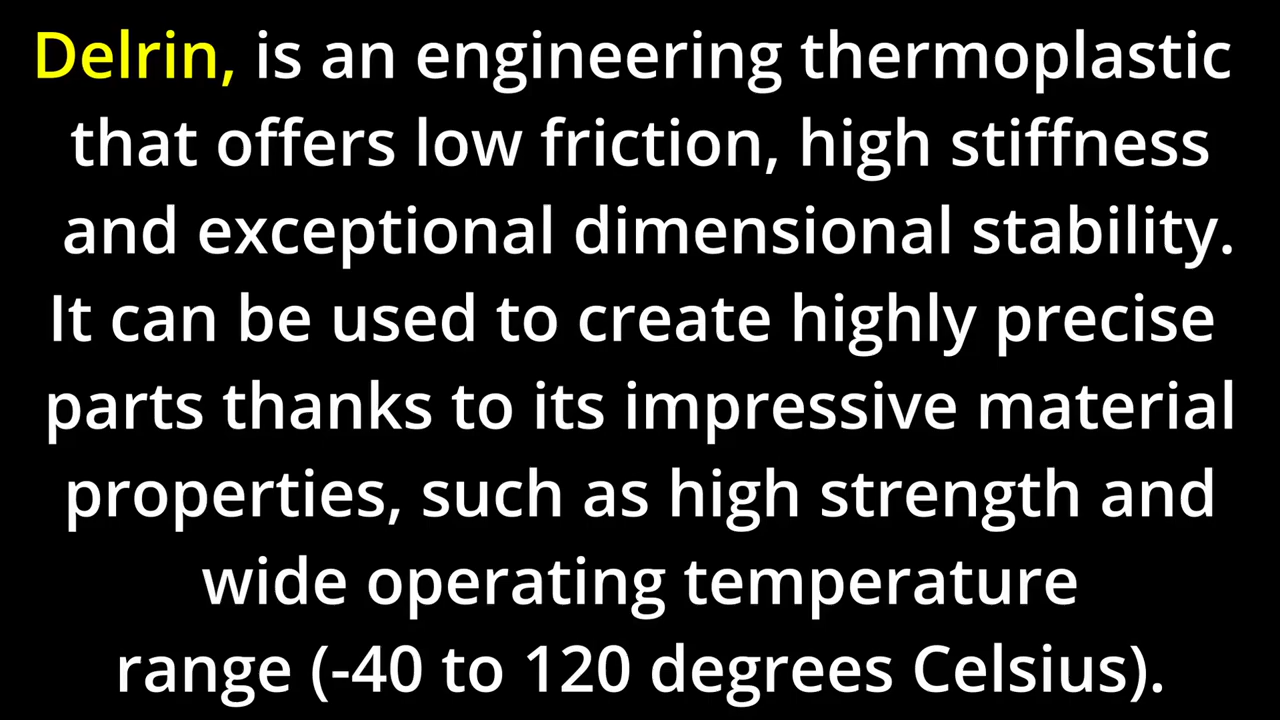 Delrin, is an engineering thermoplastic
that offers low friction, high stiffness
and exceptional dimensional stability.
It can be used to create highly precise
parts thanks to its impressive material
properties, such as high strength and
wide operating temperature
range (-40 to 120 degrees Celsius).